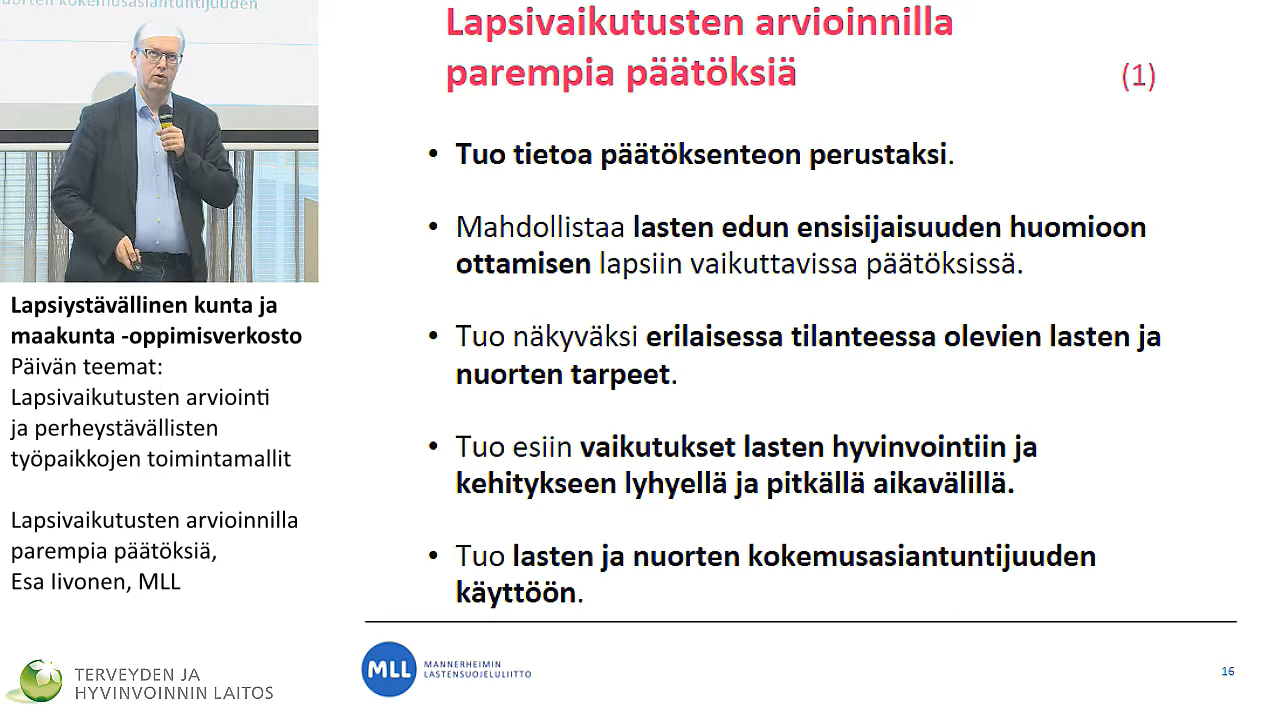 nuorten kokemusasiantuntijuuden
Lapsiystävällinen kunta ja
maakunta -oppimisverkosto
Päivän teemat:
Lapsivaikutusten arviointi
ja perheystävällisten
työpaikkojen toimintamallit
Lapsivaikutusten arvioinnilla
parempia päätöksiä,
Esa Iivonen, MLL
TERVEYDEN JA
HYVINVOINNIN LAITOS
Lapsivaikutusten arvioinnilla
parempia päätöksiä (1)
• Tuo tietoa päätöksenteon perustaksi.
• Mahdollistaa lasten edun ensisijaisuuden huomioon
ottamisen lapsiin vaikuttavissa päätöksissä.
• Tuo näkyväksi erilaisessa tilanteessa olevien lasten ja
nuorten tarpeet.
• Tuo esiin vaikutukset lasten hyvinvointiin ja
kehitykseen lyhyellä ja pitkällä aikavälillä.
• Tuo lasten ja nuorten kokemusasiantuntijuuden
käyttöön.
MLL
MANNERHEIMIN
LASTENSUOJELULIITTO
16